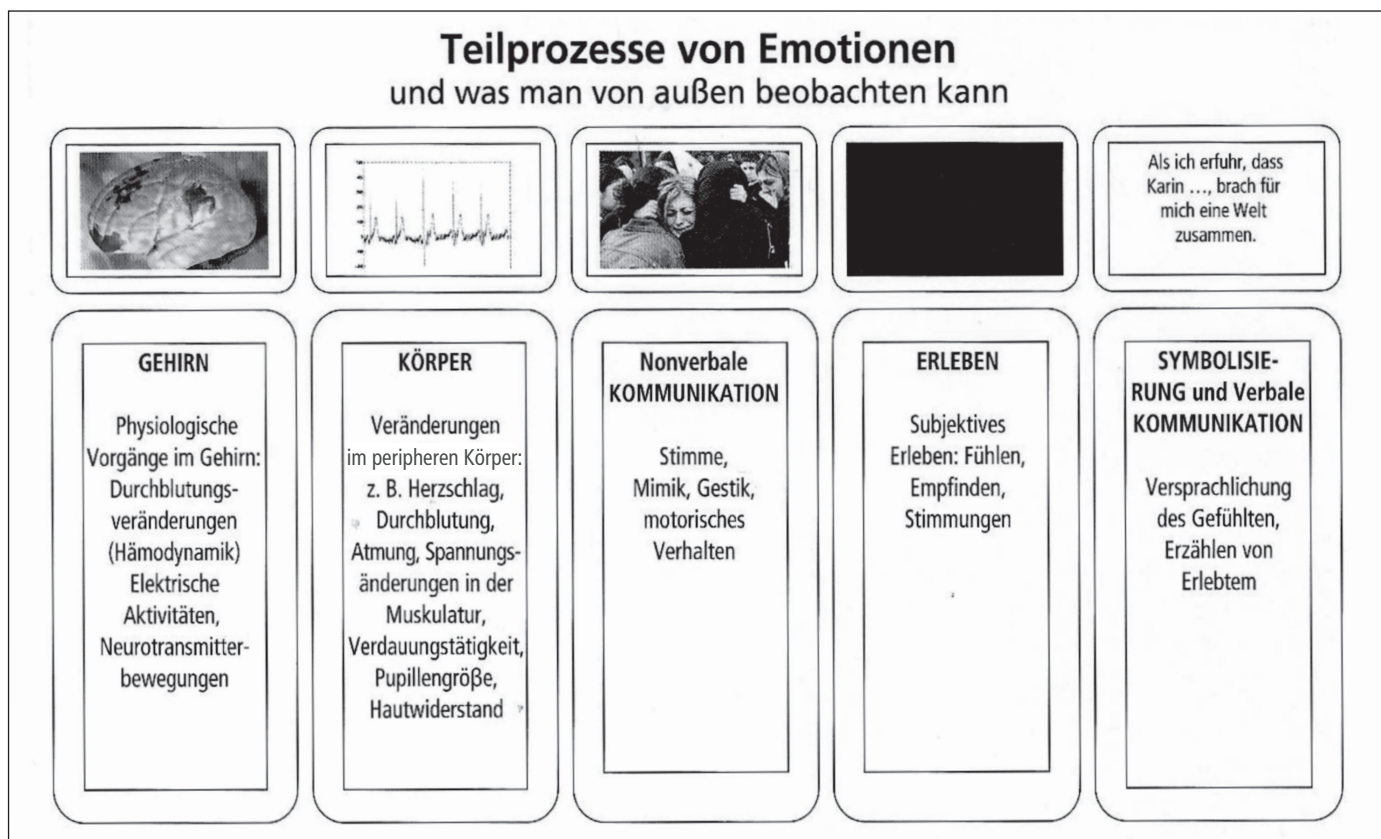 Teilprozesse von Emotionen
und was man von außen beobachten kann
Als ich erfuhr, dass
Karin ..., brach für
mich eine Welt
zusammen.
GEHIRN
Physiologische
Vorgänge im Gehirn:
Durchblutungs-
veränderungen
(Hämodynamik)
Elektrische
Aktivitäten,
Neurotransmitter-
bewegungen
KÖRPER
Veränderungen
im peripheren Körper:
z. B. Herzschlag,
Durchblutung,
Atmung, Spannungs-
änderungen in der
Muskulatur,
Verdauungstätigkeit,
Pupillengröße,
Hautwiderstand
Nonverbale
KOMMUNIKATION
Stimme,
Mimik, Gestik,
motorisches
Verhalten
ERLEBEN
Subjektives
Erleben: Fühlen,
Empfinden,
Stimmungen
SYMBOLISIE-
RUNG und Verbale
KOMMUNIKATION
Versprachlichung
des Gefühlten,
Erzählen von
Erlebtem